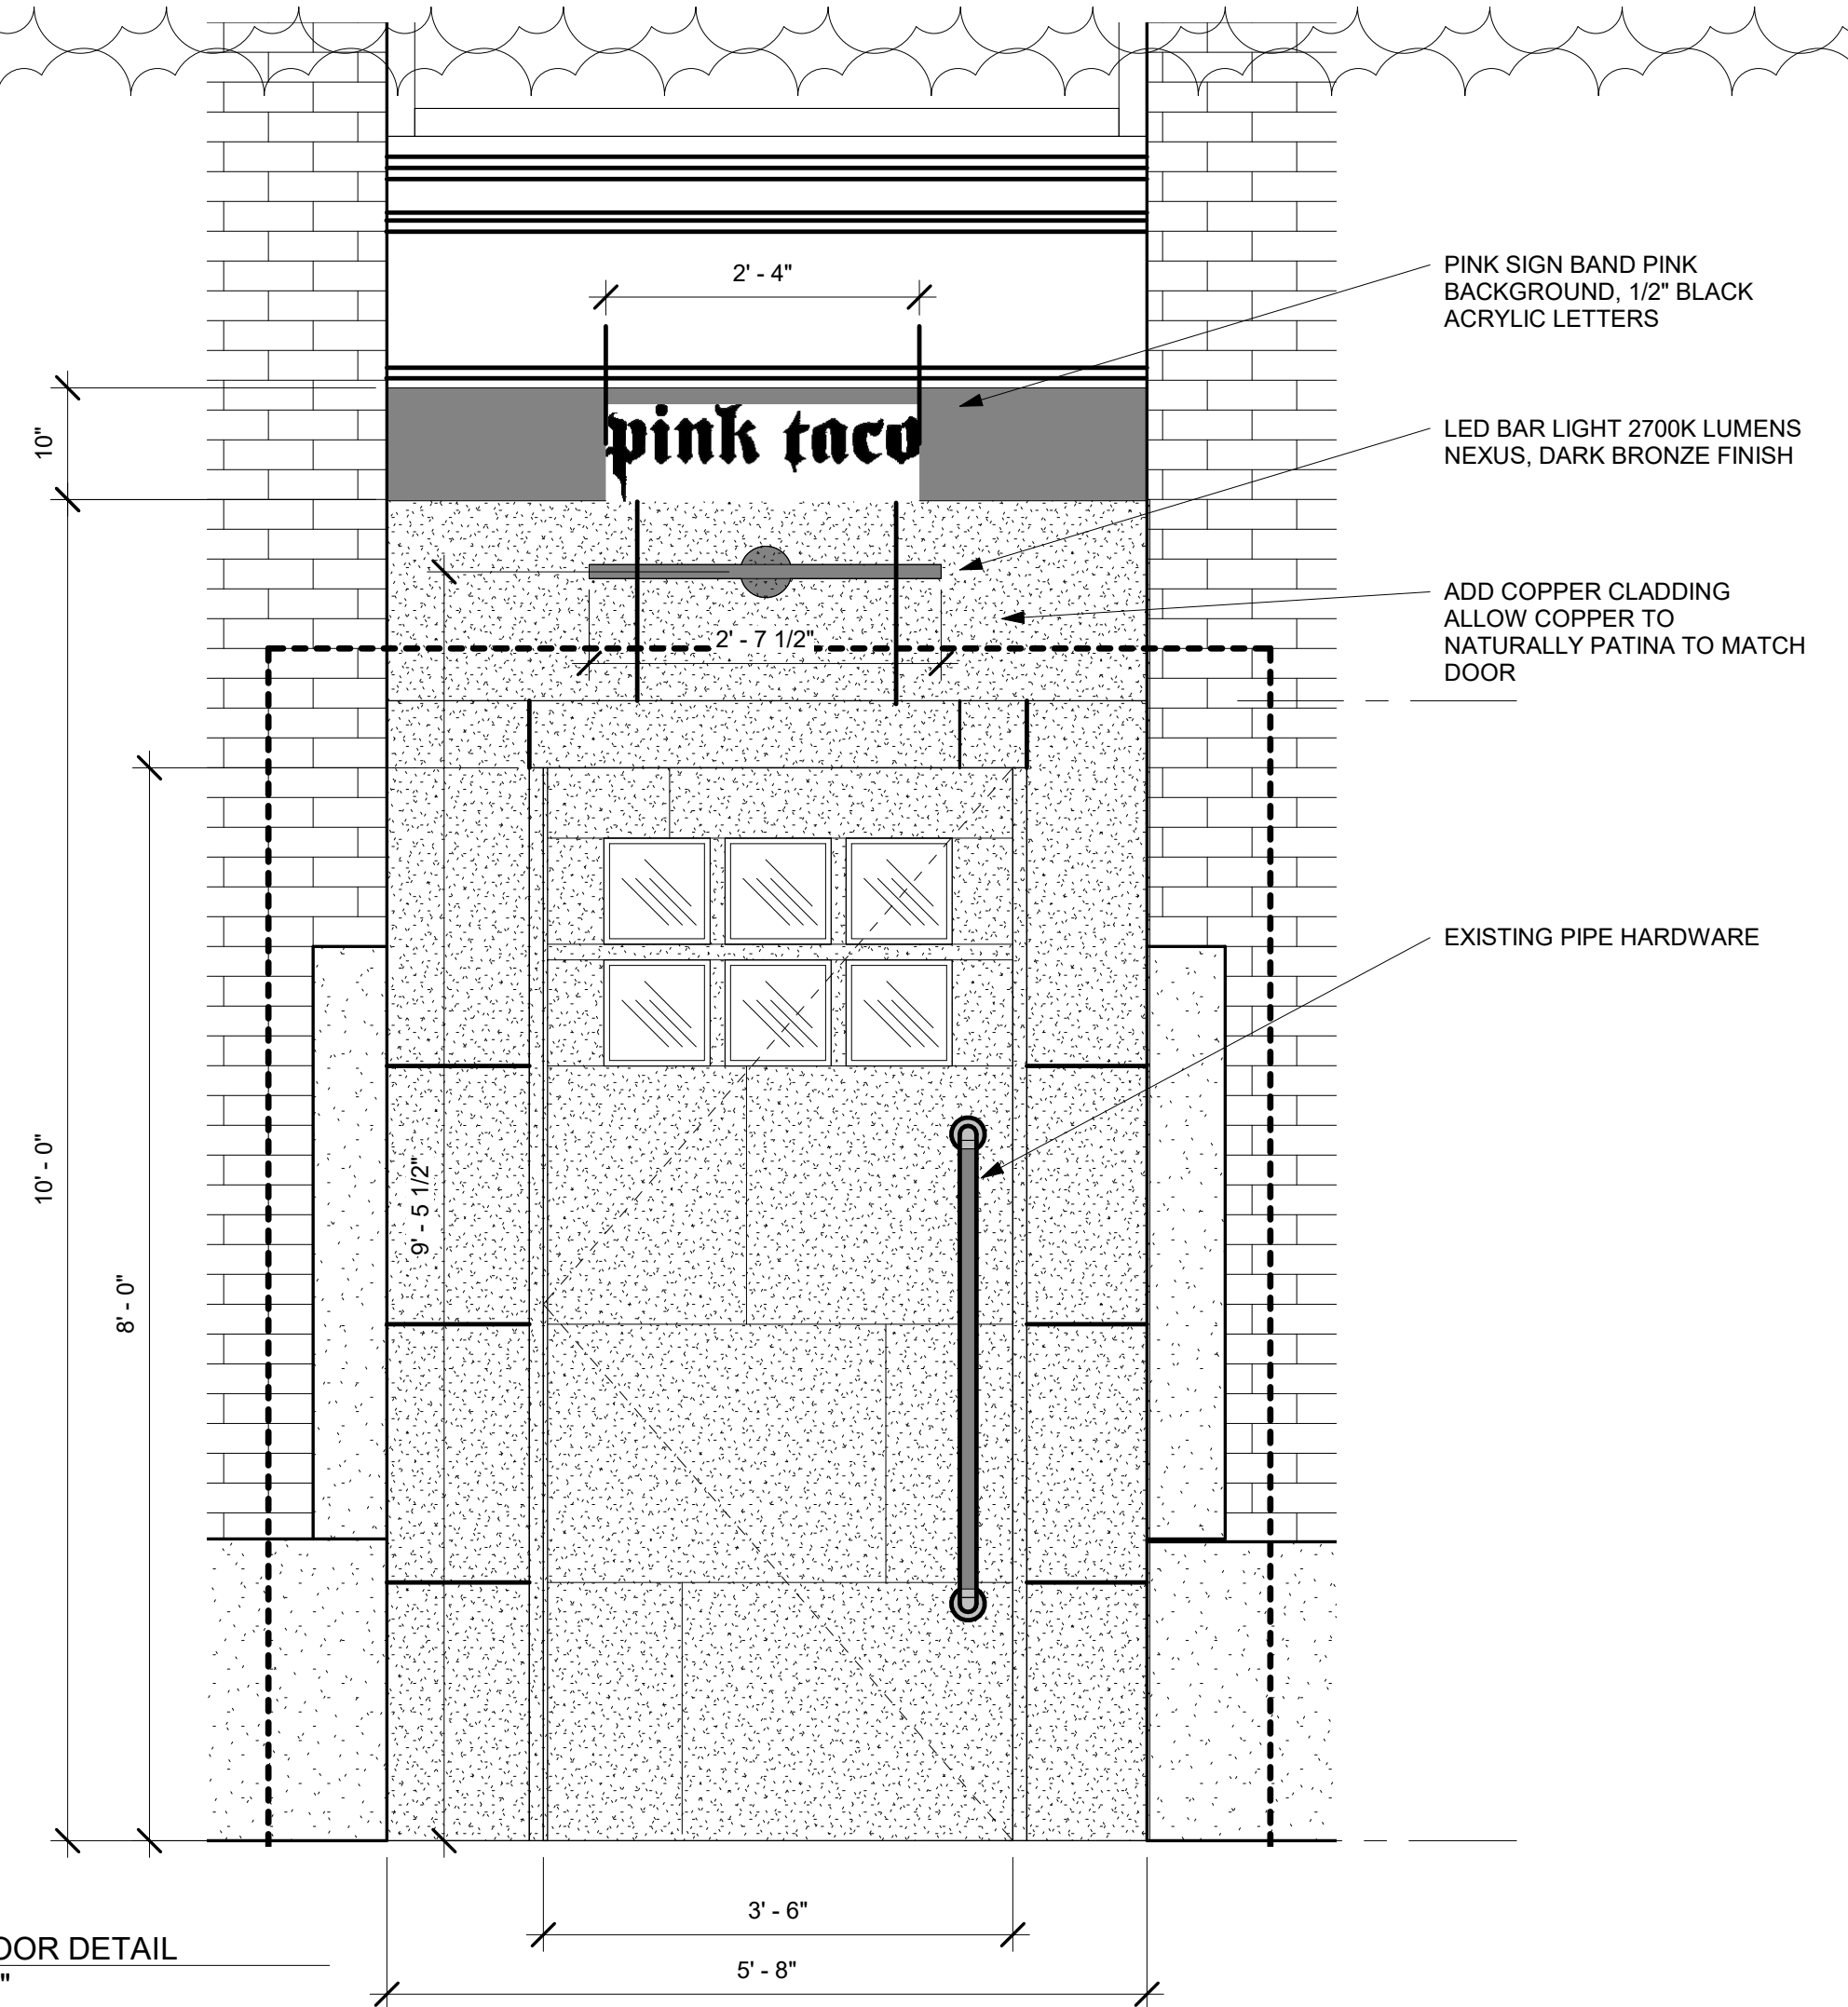 2' - 4"
PINK SIGN BAND PINK
BACKGROUND, 1/2" BLACK
ACRYLIC LETTERS
10"
pink taco
LED BAR LIGHT 2700K LUMENS
NEXUS, DARK BRONZE FINISH
ADD COPPER CLADDING
ALLOW COPPER TO
NATURALLY PATINA TO MATCH
DOOR
2' - 7 1/2"
EXISTING PIPE HARDWARE
10' - 0"
9' - 5 1/2"
8' - 0"
3' - 6"
5' - 8"
OOR DETAIL
"